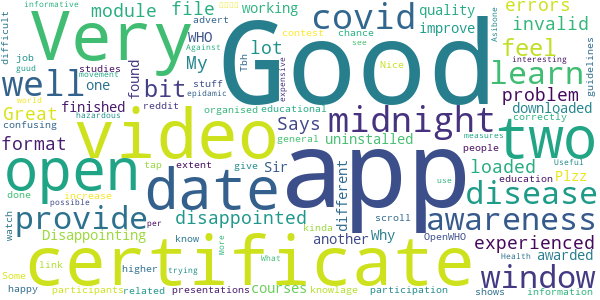 informative working quality errors
difficult advert module file covid WHO improve invalid
Very Good feel
job bit found My lot Says Tbh Against learn
guud studies movement one reddit chance see problem
well stuff epidamic expensive contest Nice downloaded Asibone guidelines
Great world finished organised educational midnight correctly interesting
confusing hazardous general uninstalled people measures
format video app two
open tap extent give Sir different loaded Plzz
done possible increase date use education Useful
provide disappointed kinda scroll disease
watch per know another Why awareness
Disappointing OpenWHO experienced
link certificate window
Some higher trying More What Health awarded
happy participants related presentations courses knowlage participation shows information